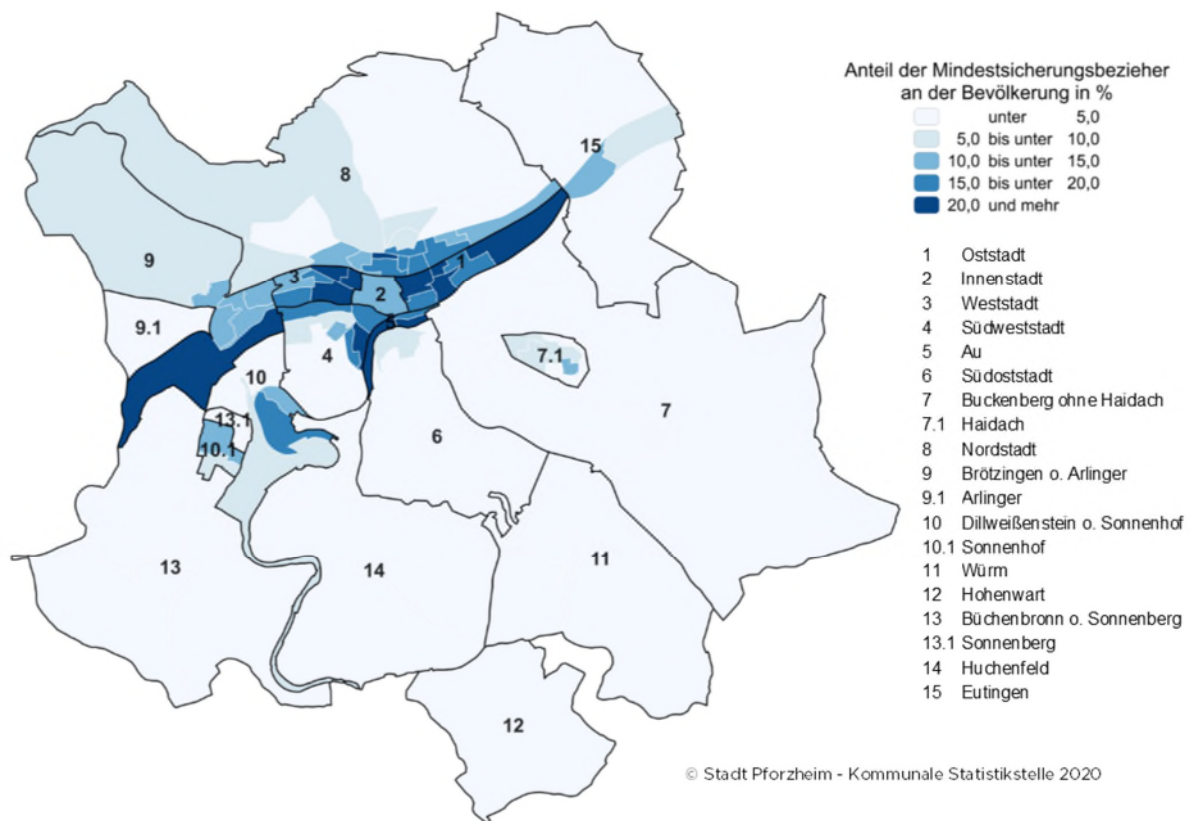 Anteil der Mindestsicherungsbezieher
an der Bevölkerung in %
unter 5,0
5,0 bis unter 10,0
10,0 bis unter 15,0
15,0 bis unter 20,0
20,0 und mehr
1 Oststadt
2 Innenstadt
3 Weststadt
4 Südweststadt
5 Au
6 Südoststadt
7 Buckenberg ohne Haidach
7.1 Haidach
8 Nordstadt
9 Brötzingen o. Arlinger
9.1 Arlinger
10 Dillweißenstein o. Sonnenhof
10.1 Sonnenhof
11 Würm
12 Hohenwart
13 Büchenbronn o. Sonnenberg
13.1 Sonnenberg
14 Huchenfeld
15 Eutingen
15
8
9
1
3
2
5
9.1
4
7.1
10
7
13.1
6
10.1
13
14
11
12
© Stadt Pforzheim - Kommunale Statistikstelle 2020